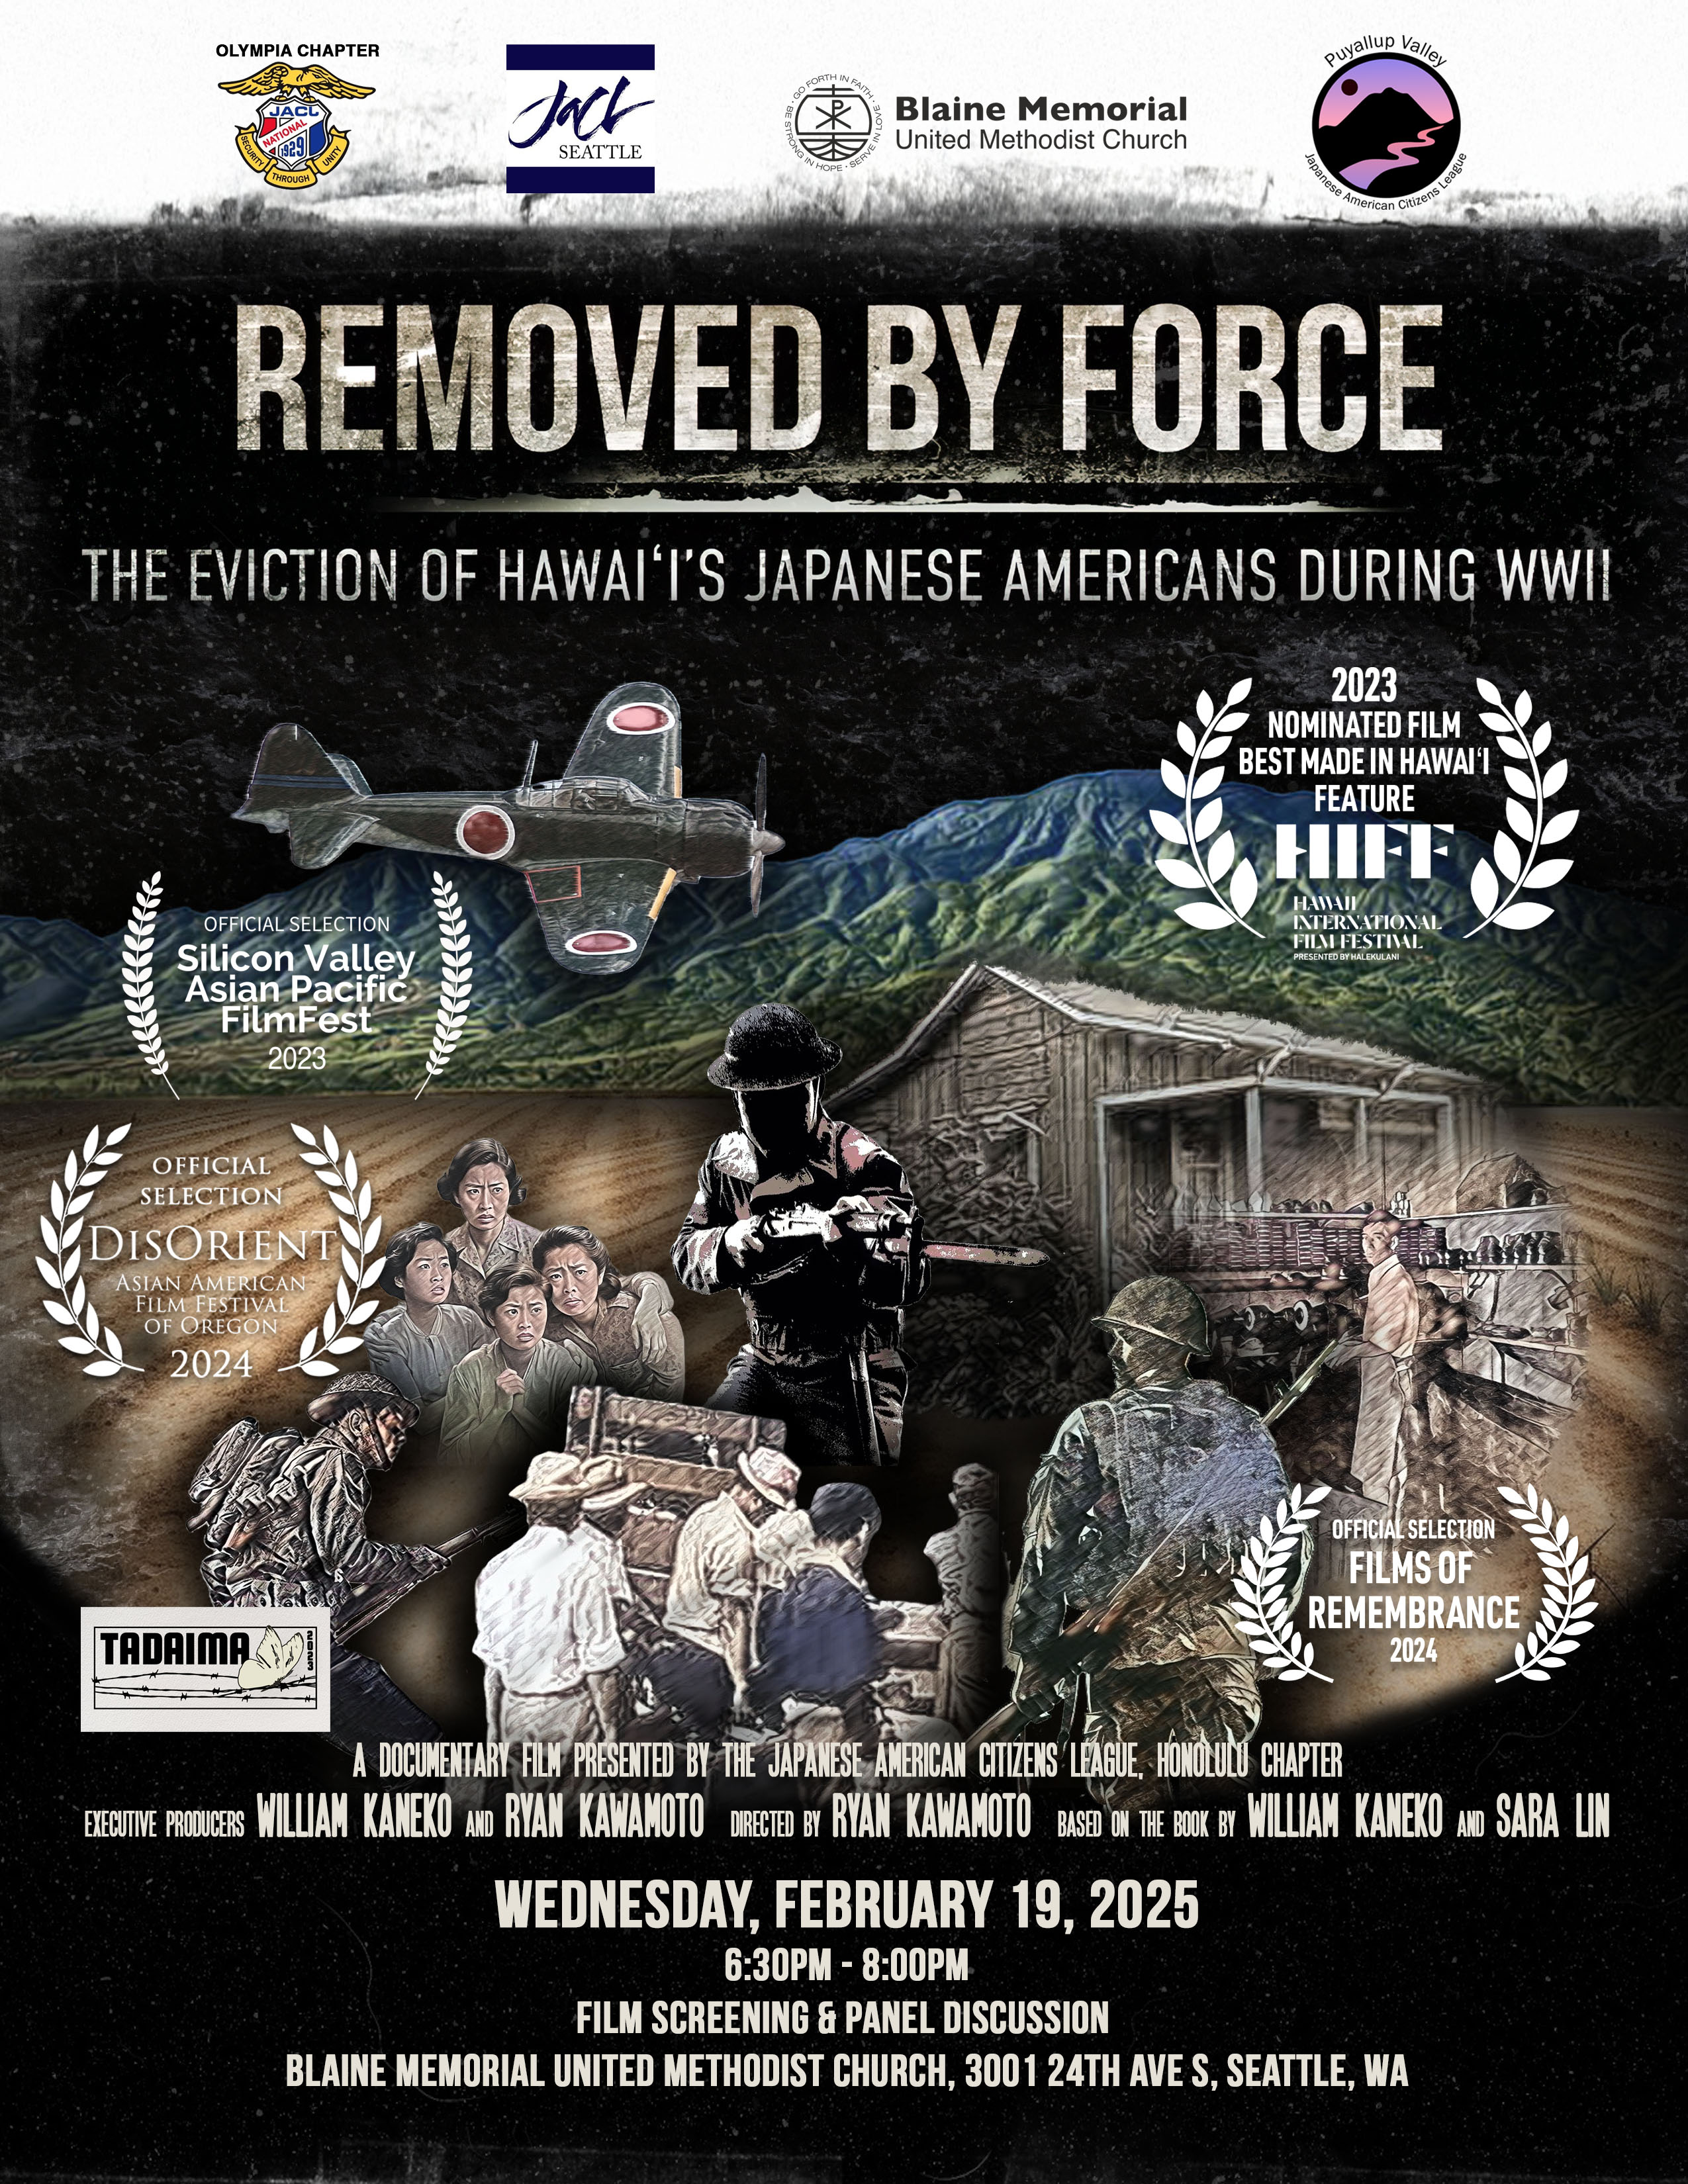 OLYMPIA CHAPTER
JACL
NATIONAL
1929
SECURITY THROUGH UNITY
JACL
SEATTLE
GO FORTH IN FAITH · SERVE IN LOVE · BE STRONG IN HOPE
Blaine Memorial
United Methodist Church
Puyallup Valley
Japanese American Citizens League
REMOVED BY FORCE
THE EVICTION OF HAWAIʻI'S JAPANESE AMERICANS DURING WWII
2023
NOMINATED FILM
BEST MADE IN HAWAIʻI
FEATURE
HIFF
HAWAII
INTERNATIONAL
FILM FESTIVAL
PRESENTED BY HALEKULANI
OFFICIAL SELECTION
Silicon Valley
Asian Pacific
FilmFest
2023
OFFICIAL
SELECTION
DISORIENT
ASIAN AMERICAN
FILM FESTIVAL
OF OREGON
2024
OFFICIAL SELECTION
FILMS OF
REMEMBRANCE
2024
TADAIMA
2023
A DOCUMENTARY FILM PRESENTED BY THE JAPANESE AMERICAN CITIZENS LEAGUE, HONOLULU CHAPTER
EXECUTIVE PRODUCERS WILLIAM KANEKO AND RYAN KAWAMOTO DIRECTED BY RYAN KAWAMOTO BASED ON THE BOOK BY WILLIAM KANEKO AND SARA LIN
WEDNESDAY, FEBRUARY 19, 2025
6:30PM - 8:00PM
FILM SCREENING & PANEL DISCUSSION
BLAINE MEMORIAL UNITED METHODIST CHURCH, 3001 24TH AVE S, SEATTLE, WA